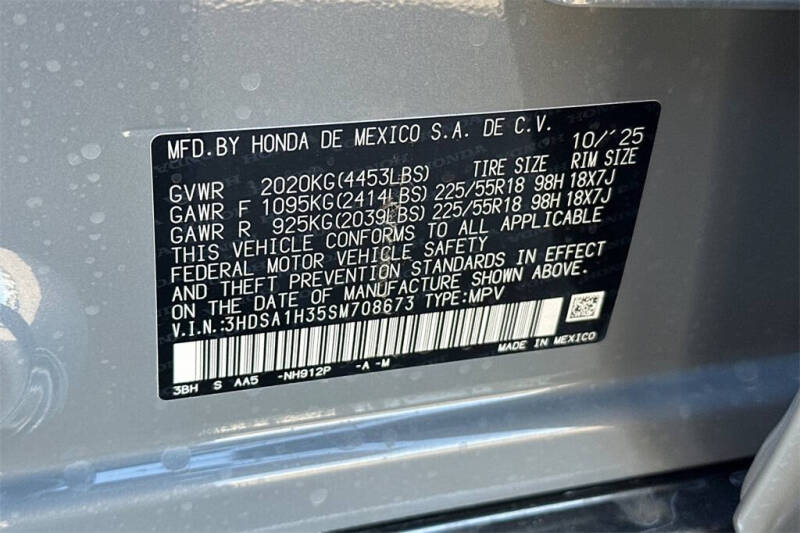 MFD.BY HONDA DE MEXICO S.A. DE C.V. 10/'25
GVWR 2020KG(4453LBS) TIRE SIZE RIM SIZE
GAWR F 1095KG(2414LBS) 225/55R18 98H 18X7J
GAWR R 925KG(2039LBS) 225/55R18 98H 18X7J
THIS VEHICLE CONFORMS TO ALL APPLICABLE
FEDERAL MOTOR VEHICLE SAFETY
AND THEFT PREVENTION STANDARDS IN EFFECT
ON THE DATE OF MANUFACTURE SHOWN ABOVE.
V.I.N.:3HDSA1H35SM708673 TYPE:MPV
3BH S AA5 -NH912P -A -M MADE IN MEXICO